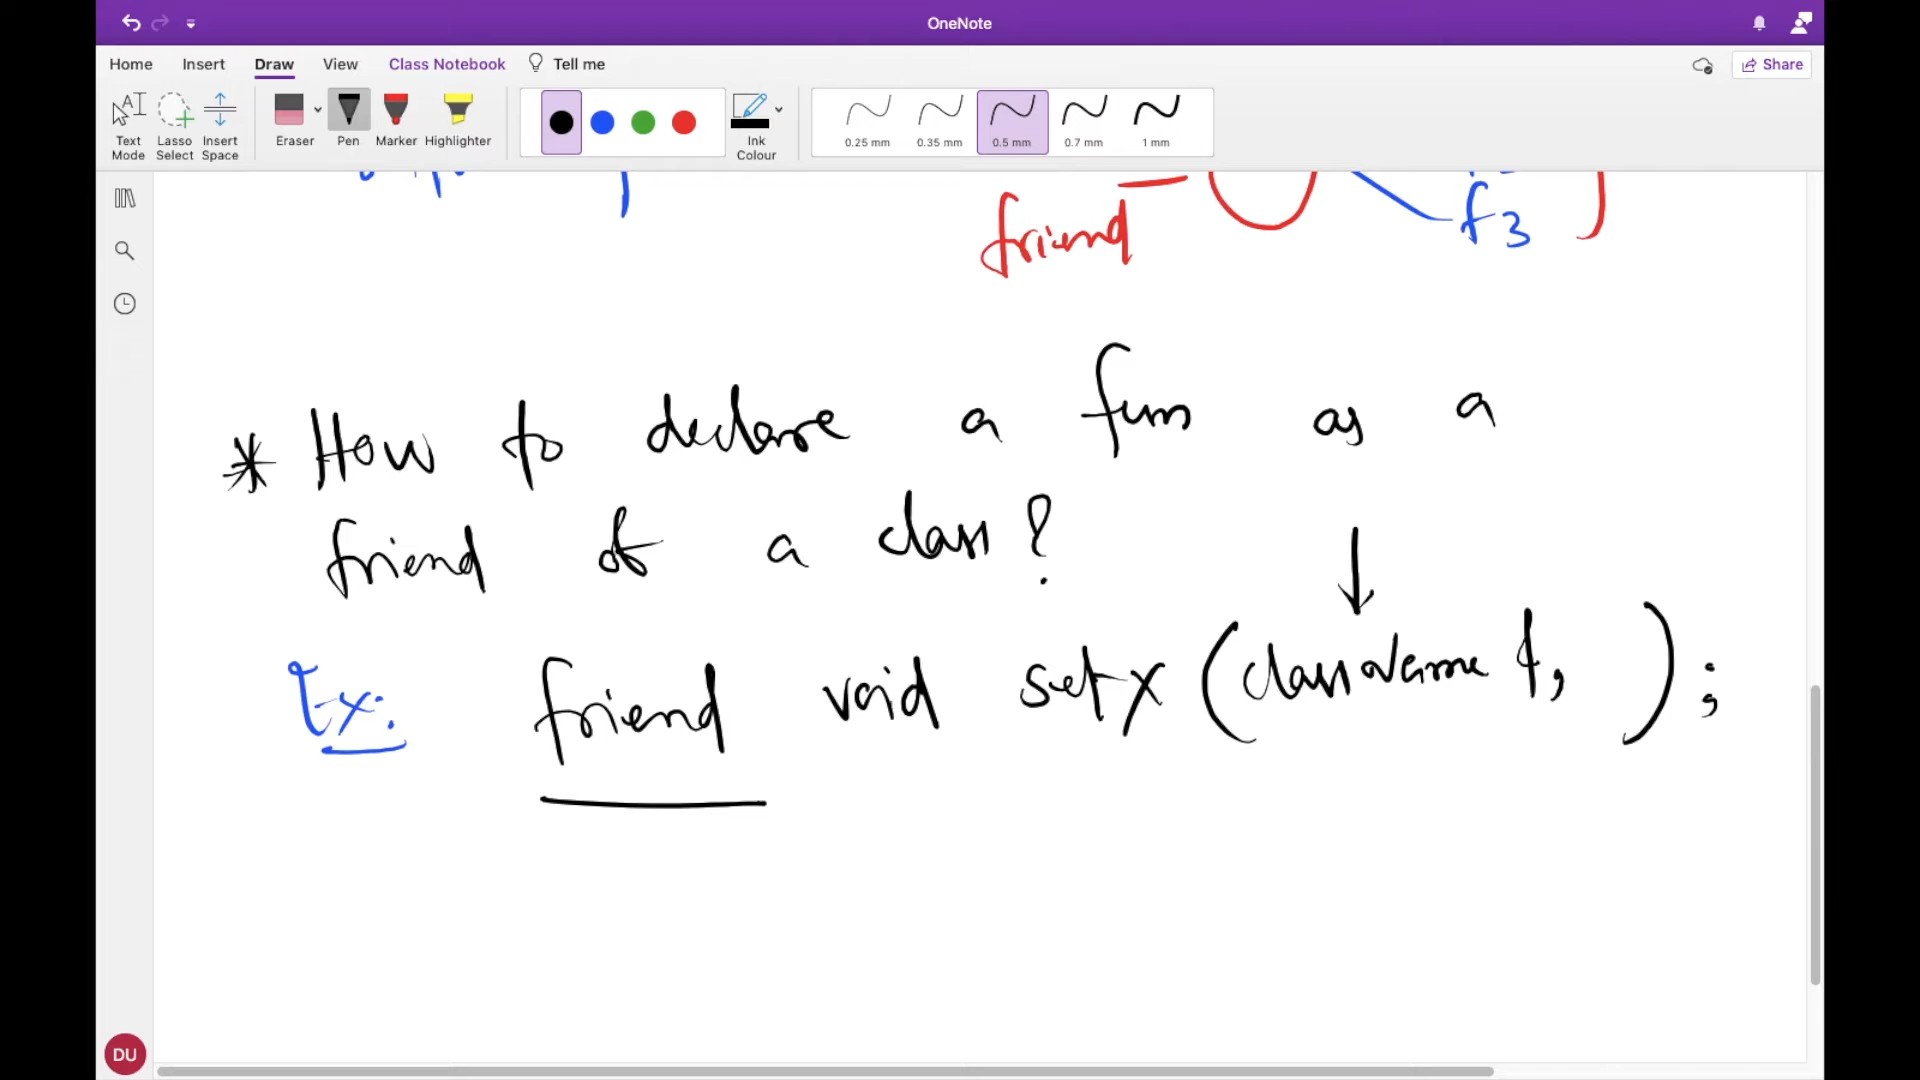 OneNote
Home Insert Draw View Class Notebook Tell me Share
Text Mode Lasso Select Insert Space Eraser Pen Marker Highlighter Ink Colour 0.25 mm 0.35 mm 0.5 mm 0.7 mm 1 mm
friend f3
* How to declare a fun as a
friend of a class?
Ex: friend void setx (className &, );
DU